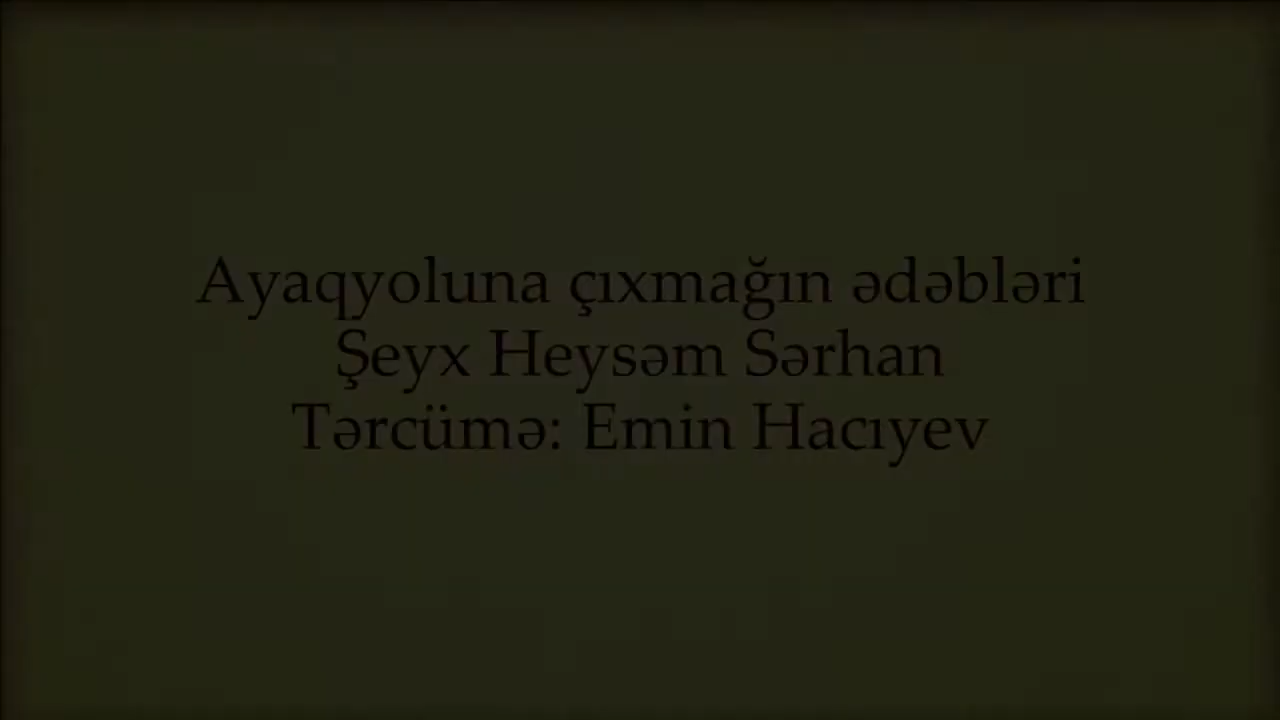 Ayaqyoluna çıxmağın ədəbləri
Şeyx Heysəm Sərhan
Tərcümə: Emin Hacıyev